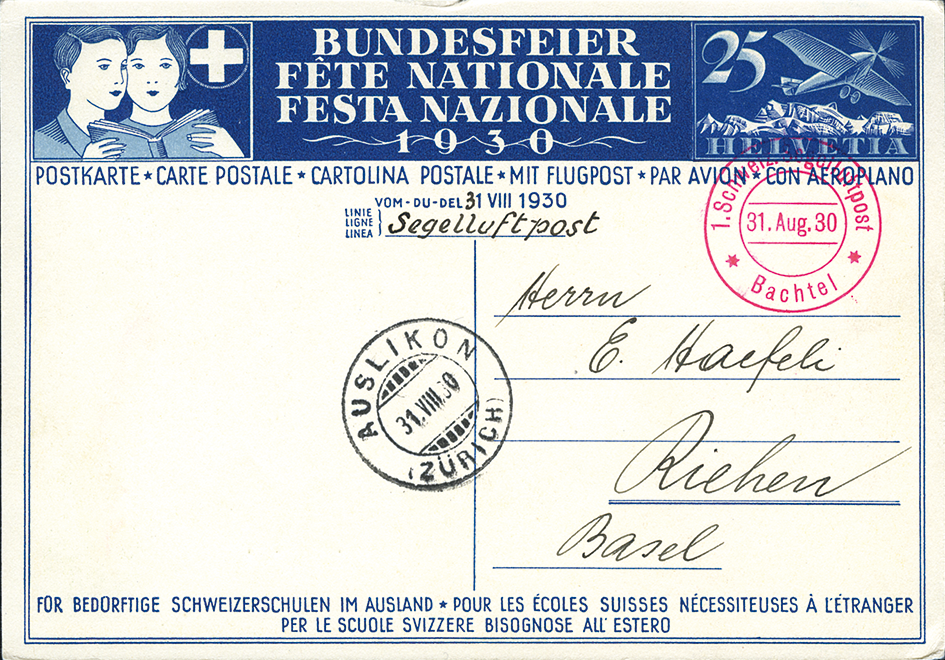 BUNDESFEIER
FÊTE NATIONALE
FESTA NAZIONALE
1930
25
HELVETIA
POSTKARTE ★ CARTE POSTALE ★ CARTOLINA POSTALE ★ MIT FLUGPOST ★ PAR AVION ★ CON AEROPLANO
VOM-DU-DEL 31 VIII 1930
LINIE
LIGNE
LINEA
Segelluftpost
1. Schweiz. Segelluftpost
31. Aug. 30
★ Bachtel ★
Herrn
E. Haefeli
Riehen
Basel
AUSLIKON
31.VIII.30
(ZÜRICH)
FÜR BEDÜRFTIGE SCHWEIZERSCHULEN IM AUSLAND ★ POUR LES ÉCOLES SUISSES NÉCESSITEUSES À L'ÉTRANGER
PER LE SCUOLE SVIZZERE BISOGNOSE ALL' ESTERO